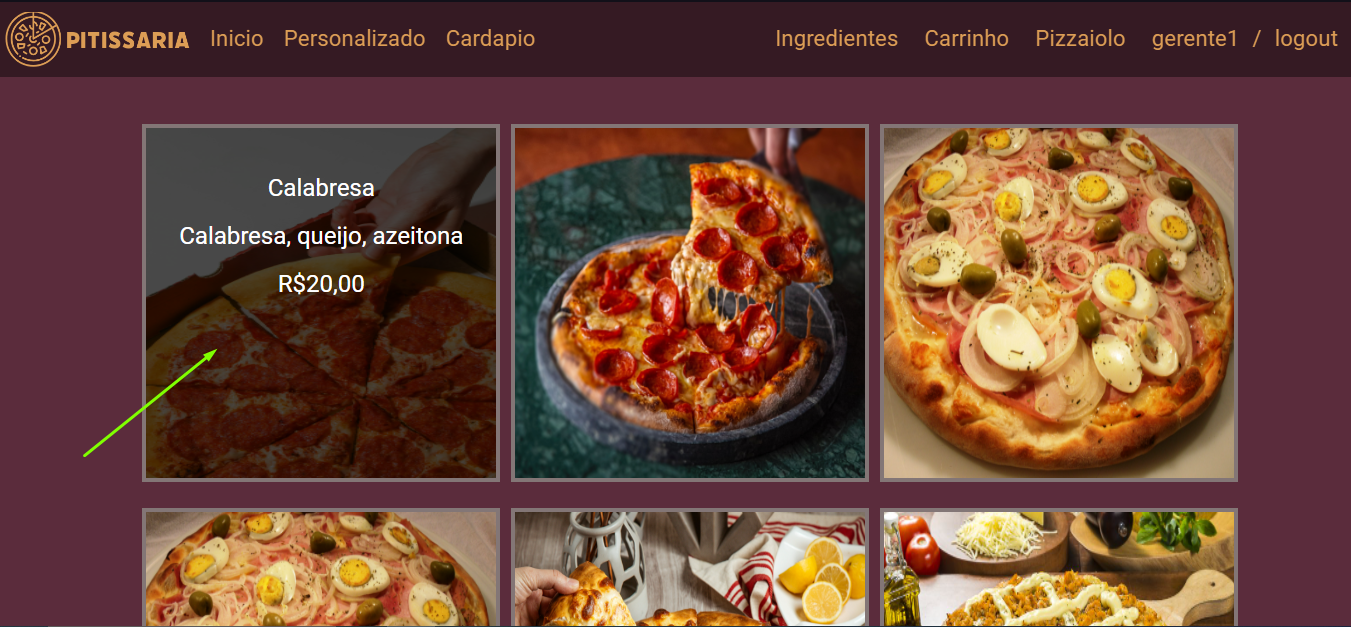 PITISSARIA Inicio Personalizado Cardapio Ingredientes Carrinho Pizzaiolo gerente1 / logout
Calabresa
Calabresa, queijo, azeitona
R$20,00